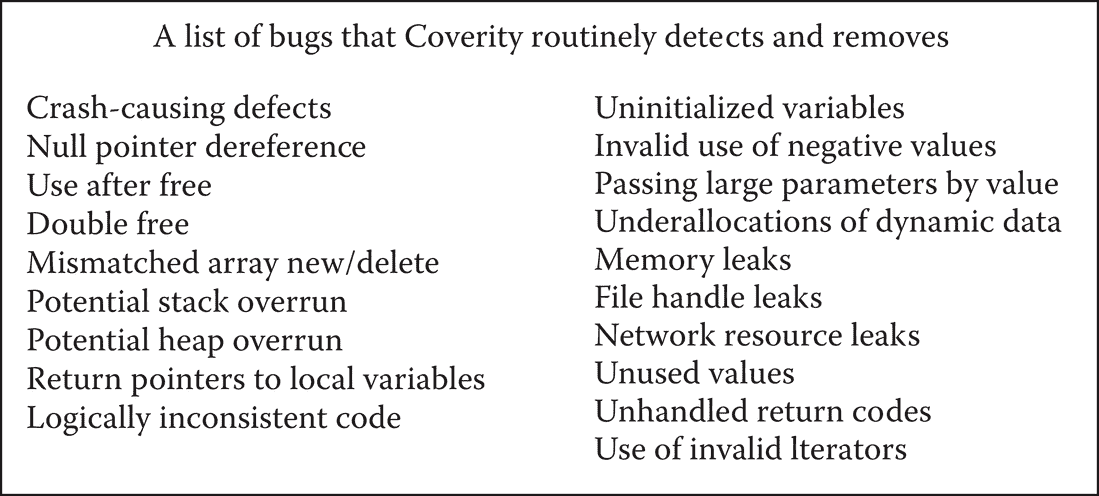 A list of bugs that Coverity routinely detects and removes
Crash-causing defects
Null pointer dereference
Use after free
Double free
Mismatched array new/delete
Potential stack overrun
Potential heap overrun
Return pointers to local variables
Logically inconsistent code
Uninitialized variables
Invalid use of negative values
Passing large parameters by value
Underallocations of dynamic data
Memory leaks
File handle leaks
Network resource leaks
Unused values
Unhandled return codes
Use of invalid lterators